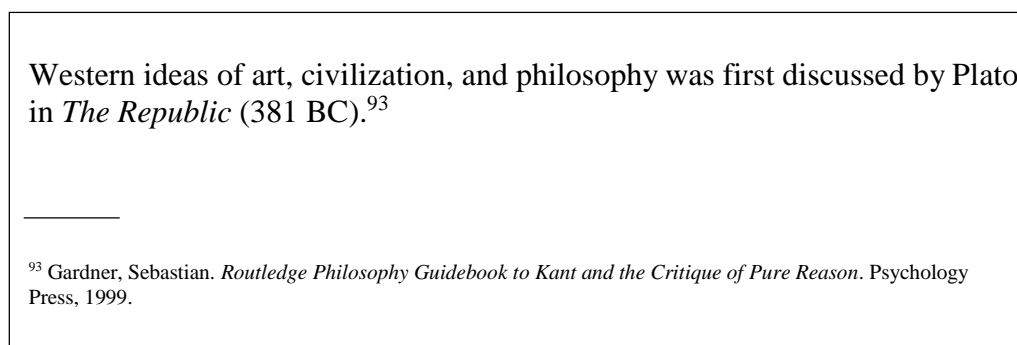 Western ideas of art, civilization, and philosophy was first discussed by Plato
in The Republic (381 BC).93
93 Gardner, Sebastian. Routledge Philosophy Guidebook to Kant and the Critique of Pure Reason. Psychology
Press, 1999.